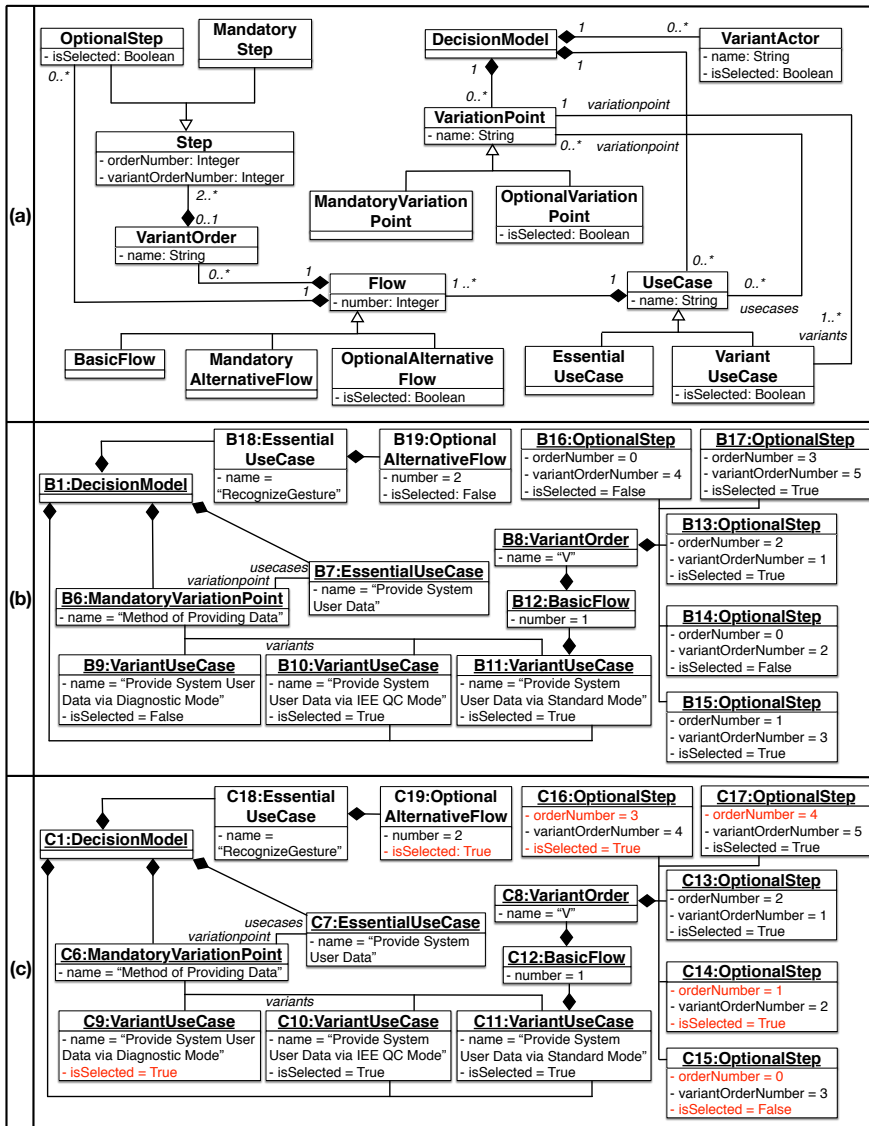 (a)
OptionalStep
- isSelected: Boolean
0..*
Mandatory
Step
Step
- orderNumber: Integer
- variantOrderNumber: Integer
2..*
0..1
VariantOrder
- name: String
0..*
1
1
Flow
- number: Integer
1 ..*
1
BasicFlow
Mandatory
AlternativeFlow
OptionalAlternative
Flow
- isSelected: Boolean
DecisionModel
1
0..*
1
1
VariantActor
- name: String
- isSelected: Boolean
0..*
VariationPoint
- name: String
1
variationpoint
0..*
variationpoint
MandatoryVariation
Point
OptionalVariation
Point
- isSelected: Boolean
0..*
UseCase
- name: String
0..*
usecases
1..*
variants
Essential
UseCase
Variant
UseCase
- isSelected: Boolean
(b)
B1:DecisionModel
B18:Essential
UseCase
- name =
“RecognizeGesture”
B19:Optional
AlternativeFlow
- number = 2
- isSelected: False
B16:OptionalStep
- orderNumber = 0
- variantOrderNumber = 4
- isSelected = False
B17:OptionalStep
- orderNumber = 3
- variantOrderNumber = 5
- isSelected = True
B8:VariantOrder
- name = “V”
B13:OptionalStep
- orderNumber = 2
- variantOrderNumber = 1
- isSelected = True
usecases
variationpoint
B7:EssentialUseCase
- name = “Provide System
User Data”
B6:MandatoryVariationPoint
- name = “Method of Providing Data”
B12:BasicFlow
- number = 1
B14:OptionalStep
- orderNumber = 0
- variantOrderNumber = 2
- isSelected = False
variants
B9:VariantUseCase
- name = “Provide System User
Data via Diagnostic Mode”
- isSelected = False
B10:VariantUseCase
- name = “Provide System
User Data via IEE QC Mode”
- isSelected = True
B11:VariantUseCase
- name = “Provide System
User Data via Standard Mode”
- isSelected = True
B15:OptionalStep
- orderNumber = 1
- variantOrderNumber = 3
- isSelected = True
(c)
C1:DecisionModel
C18:Essential
UseCase
- name =
“RecognizeGesture”
C19:Optional
AlternativeFlow
- number = 2
- isSelected: True
C16:OptionalStep
- orderNumber = 3
- variantOrderNumber = 4
- isSelected = True
C17:OptionalStep
- orderNumber = 4
- variantOrderNumber = 5
- isSelected = True
C8:VariantOrder
- name = “V”
C13:OptionalStep
- orderNumber = 2
- variantOrderNumber = 1
- isSelected = True
usecases
variationpoint
C7:EssentialUseCase
- name = “Provide System
User Data”
C6:MandatoryVariationPoint
- name = “Method of Providing Data”
C12:BasicFlow
- number = 1
C14:OptionalStep
- orderNumber = 1
- variantOrderNumber = 2
- isSelected = True
variants
C9:VariantUseCase
- name = “Provide System User
Data via Diagnostic Mode”
- isSelected = True
C10:VariantUseCase
- name = “Provide System
User Data via IEE QC Mode”
- isSelected = True
C11:VariantUseCase
- name = “Provide System
User Data via Standard Mode”
- isSelected = True
C15:OptionalStep
- orderNumber = 0
- variantOrderNumber = 3
- isSelected = False